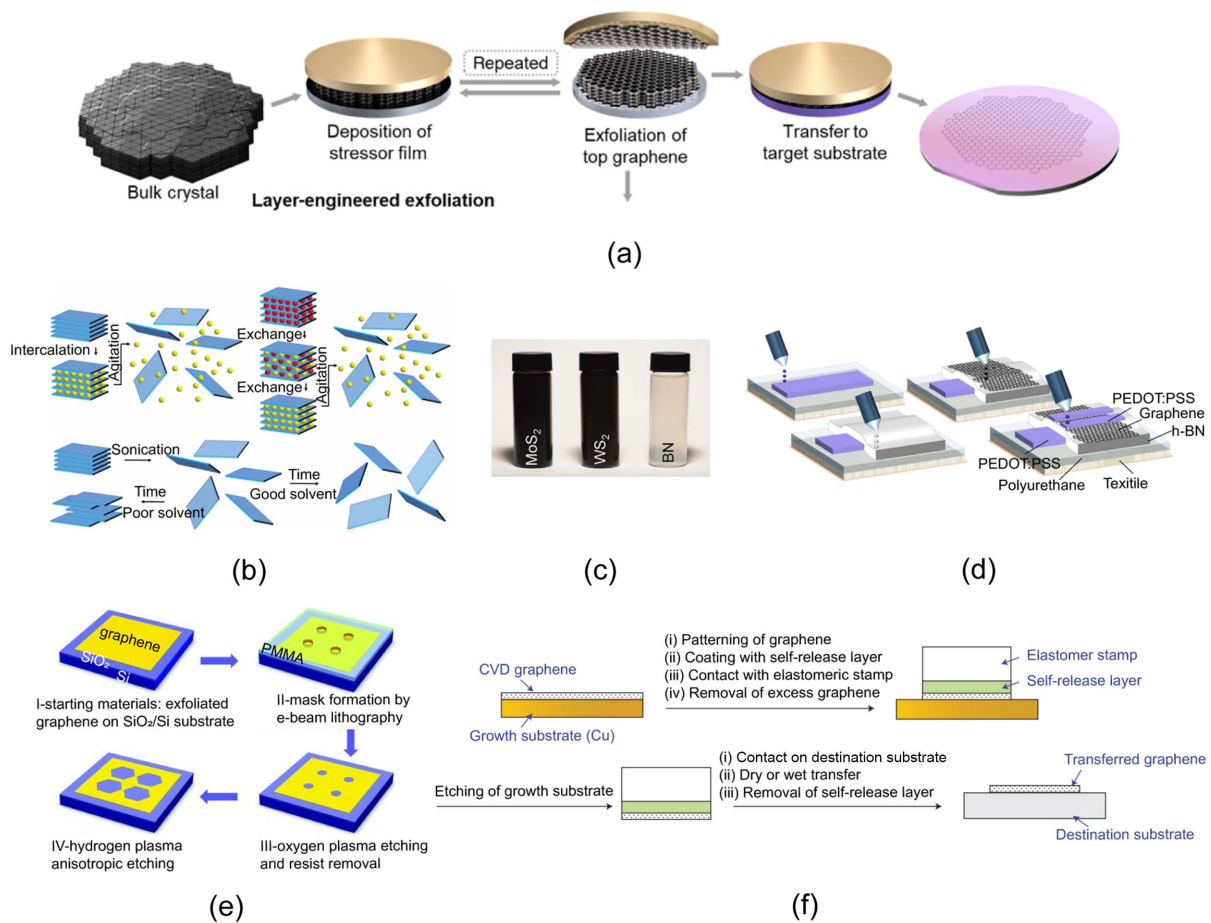 Repeated
Bulk crystal
Deposition of
stressor film
Exfoliation of
top graphene
Transfer to
target substrate
Layer-engineered exfoliation
(a)
Intercalation
Agitation
Exchange
Exchange
Agitation
Sonication
Time
Good solvent
Time
Poor solvent
(b)
MoS₂
WS₂
BN
(c)
PEDOT:PSS
Graphene
h-BN
PEDOT:PSS
Polyurethane
Texitile
(d)
graphene
SiO₂
Si
I-starting materials: exfoliated
graphene on SiO₂/Si substrate
PMMA
II-mask formation by
e-beam lithography
IV-hydrogen plasma
anisotropic etching
III-oxygen plasma etching
and resist removal
(e)
CVD graphene
Growth substrate (Cu)
(i) Patterning of graphene
(ii) Coating with self-release layer
(iii) Contact with elastomeric stamp
(iv) Removal of excess graphene
Elastomer stamp
Self-release layer
Etching of growth substrate
(i) Contact on destination substrate
(ii) Dry or wet transfer
(iii) Removal of self-release layer
Transferred graphene
Destination substrate
(f)